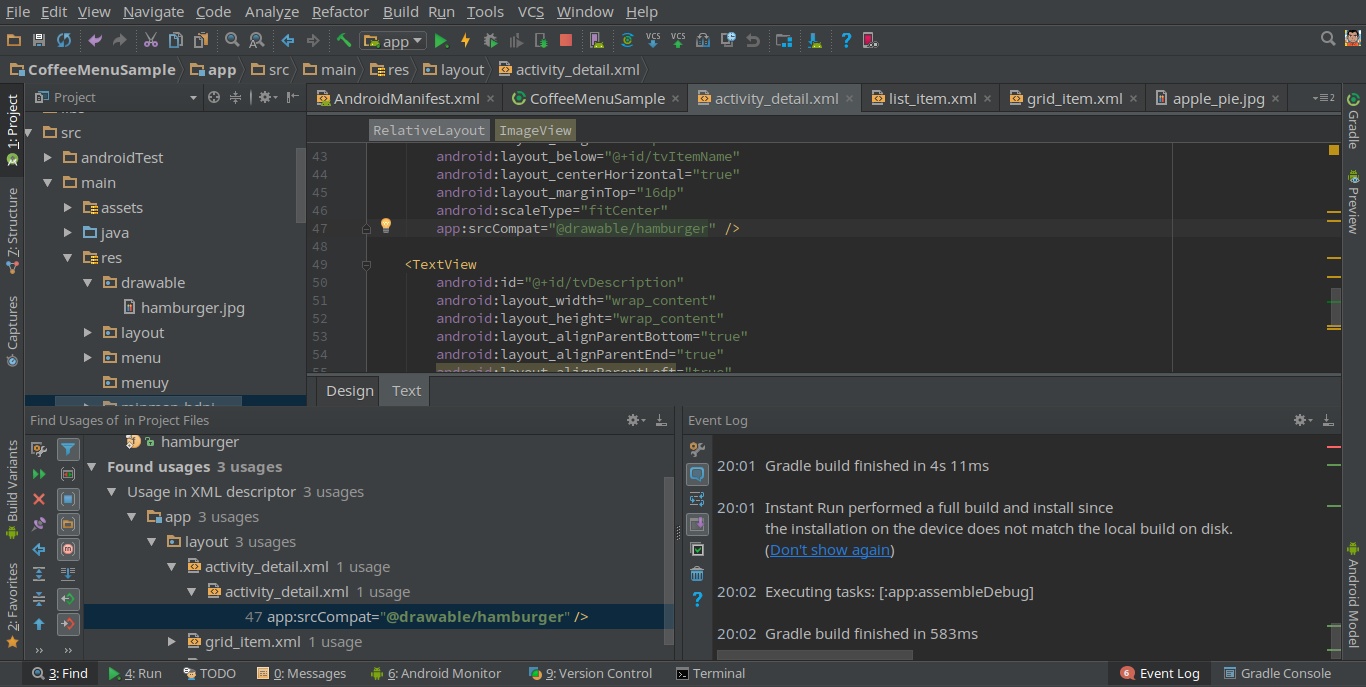 File Edit View Navigate Code Analyze Refactor Build Run Tools VCS Window Help
app VCS VCS
CoffeeMenuSample app src main res layout activity_detail.xml
Project
AndroidManifest.xml CoffeeMenuSample activity_detail.xml list_item.xml grid_item.xml apple_pie.jpg 2
RelativeLayout ImageView
src
androidTest
main
assets
java
res
drawable
hamburger.jpg
layout
menu
menuy
43 android:layout_below="@+id/tvItemName"
44 android:layout_centerHorizontal="true"
45 android:layout_marginTop="16dp"
46 android:scaleType="fitCenter"
47 app:srcCompat="@drawable/hamburger" />
48
49 <TextView
50 android:id="@+id/tvDescription"
51 android:layout_width="wrap_content"
52 android:layout_height="wrap_content"
53 android:layout_alignParentBottom="true"
54 android:layout_alignParentEnd="true"
55 android:layout_alignParentLeft="true"
Design Text
1: Project
7: Structure
Captures
Build Variants
2: Favorites
Gradle
Preview
Android Model
Find Usages of in Project Files
hamburger
Found usages 3 usages
Usage in XML descriptor 3 usages
app 3 usages
layout 3 usages
activity_detail.xml 1 usage
activity_detail.xml 1 usage
47 app:srcCompat="@drawable/hamburger" />
grid_item.xml 1 usage
Event Log
20:01 Gradle build finished in 4s 11ms
20:01 Instant Run performed a full build and install since
the installation on the device does not match the local build on disk.
(Don't show again)
20:02 Executing tasks: [:app:assembleDebug]
20:02 Gradle build finished in 583ms
3: Find 4: Run TODO 0: Messages 6: Android Monitor 9: Version Control Terminal 6 Event Log Gradle Console